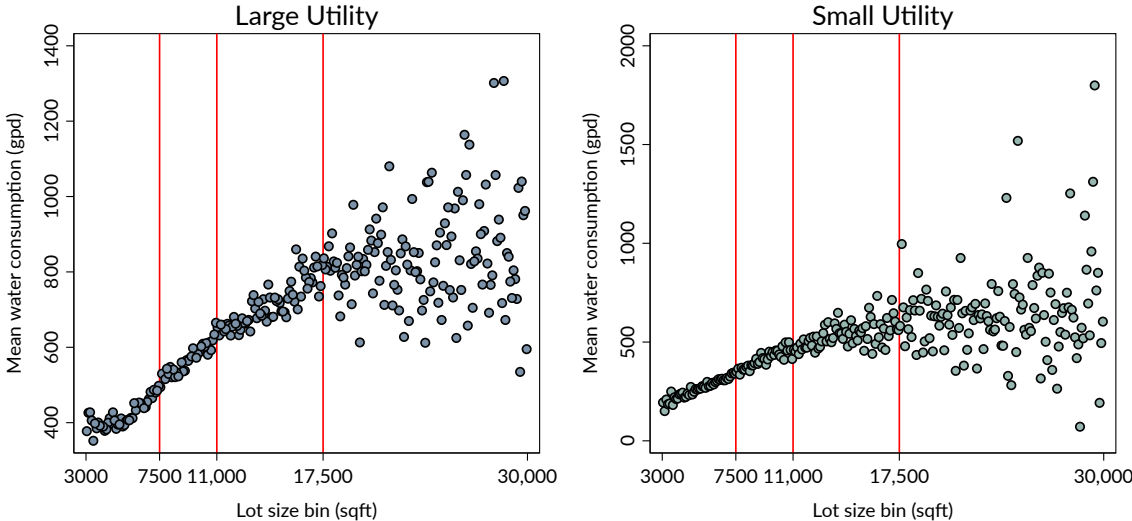 Large Utility
Mean water consumption (gpd)
1400
1200
1000
800
600
400
3000 7500 11,000 17,500 30,000
Lot size bin (sqft)
Small Utility
Mean water consumption (gpd)
2000
1500
1000
500
0
3000 7500 11,000 17,500 30,000
Lot size bin (sqft)